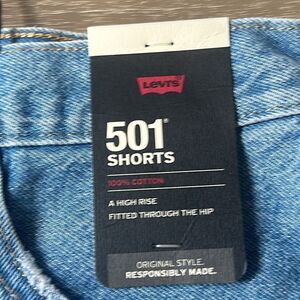 Levi's
501®
SHORTS
100% COTTON
A HIGH RISE
FITTED THROUGH THE HIP
ORIGINAL STYLE.
RESPONSIBLY MADE.